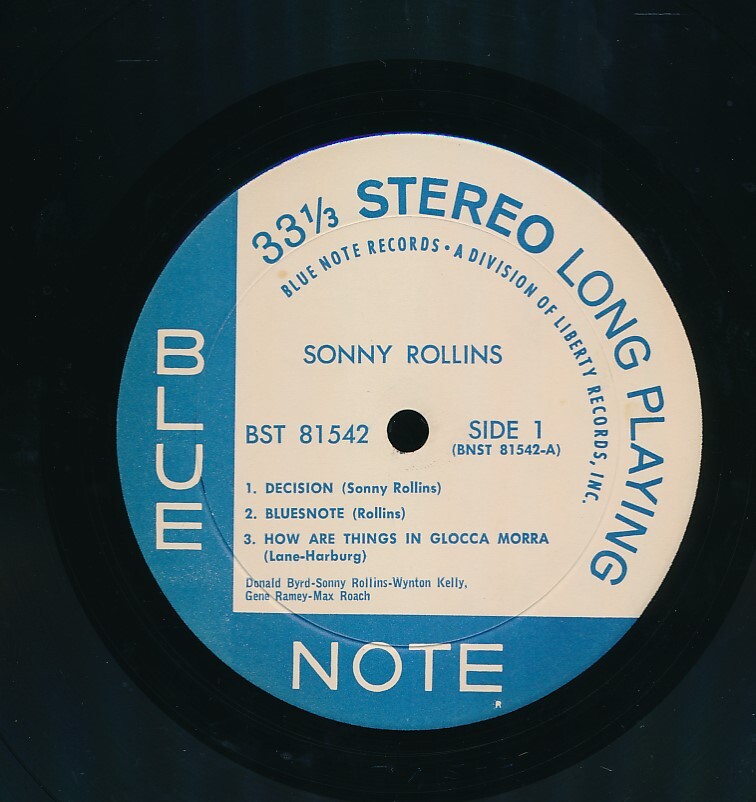 33⅓ STEREO LONG PLAYING
BLUE NOTE RECORDS • A DIVISION OF LIBERTY RECORDS, INC.
SONNY ROLLINS
BST 81542
SIDE 1
(BNST 81542-A)
1. DECISION (Sonny Rollins)
2. BLUESNOTE (Rollins)
3. HOW ARE THINGS IN GLOCCA MORRA
(Lane-Harburg)
Donald Byrd-Sonny Rollins-Wynton Kelly,
Gene Ramey-Max Roach
BLUE
NOTE
R